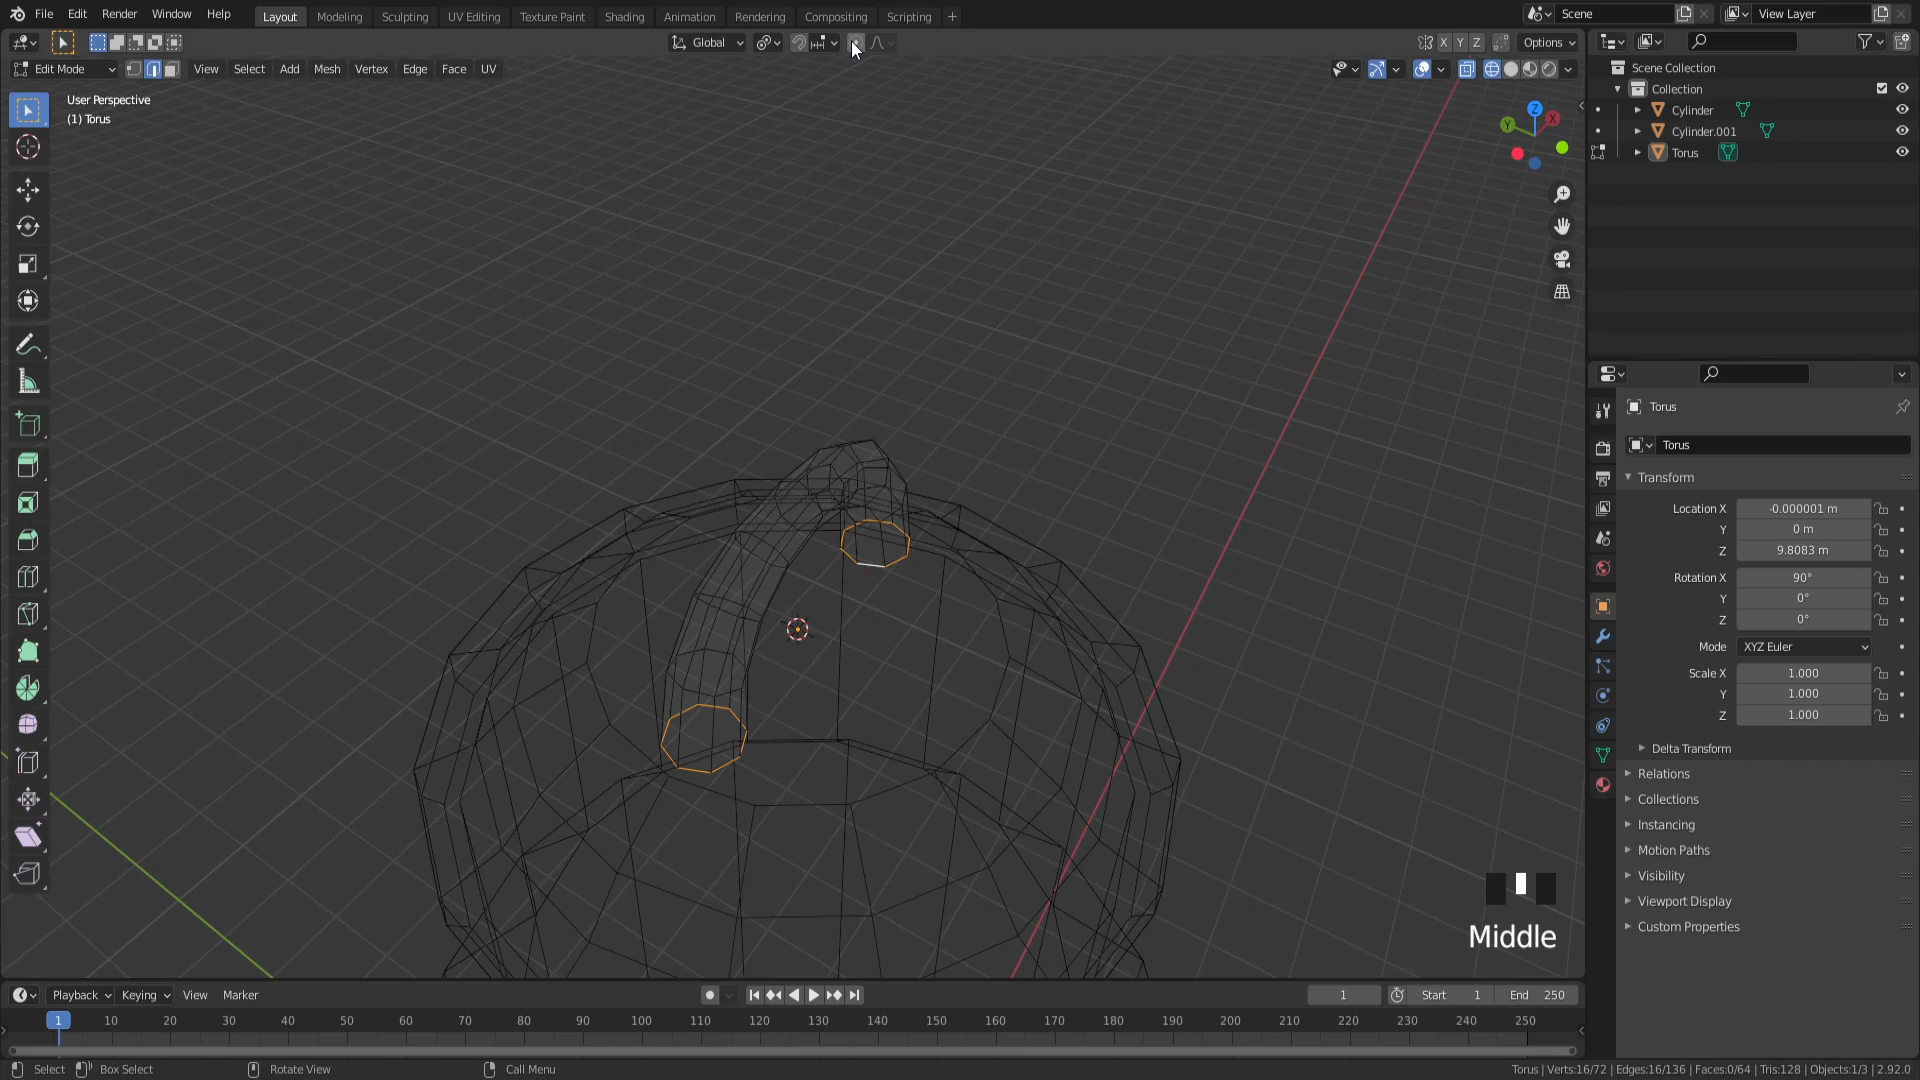 File Edit Render Window Help Layout Modeling Sculpting UV Editing Texture Paint Shading Animation Rendering Compositing Scripting + Scene View Layer
Global X Y Z Options
Edit Mode View Select Add Mesh Vertex Edge Face UV
User Perspective
(1) Torus
Z
Y
X
Middle
Scene Collection
Collection
Cylinder
Cylinder.001
Torus
Torus
Torus
Transform
Location X -0.000001 m
Y 0 m
Z 9.8083 m
Rotation X 90°
Y 0°
Z 0°
Mode XYZ Euler
Scale X 1.000
Y 1.000
Z 1.000
Delta Transform
Relations
Collections
Instancing
Motion Paths
Visibility
Viewport Display
Custom Properties
Playback Keying View Marker 1 Start 1 End 250
1 10 20 30 40 50 60 70 80 90 100 110 120 130 140 150 160 170 180 190 200 210 220 230 240 250
Select Box Select Rotate View Call Menu Torus | Verts:16/72 | Edges:16/136 | Faces:0/64 | Tris:128 | Objects:1/3 | 2.92.0